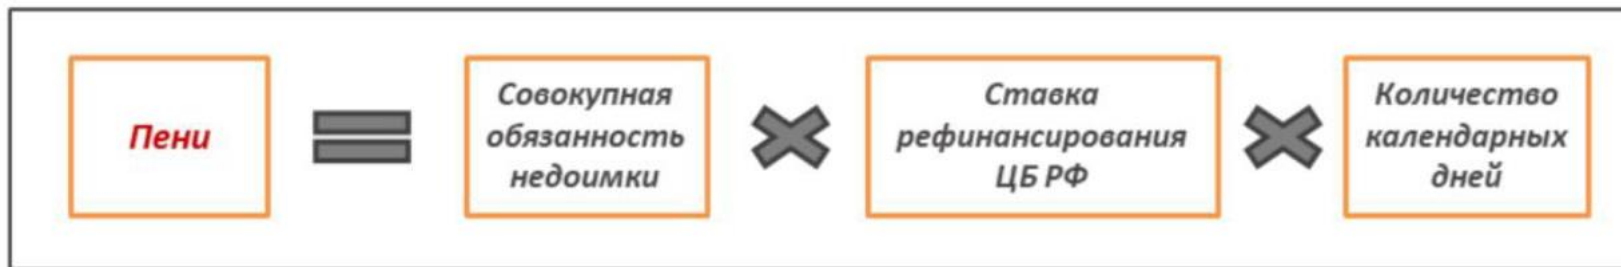 Пени
Совокупная
обязанность
недоимки
Ставка
рефинансирования
ЦБ РФ
Количество
календарных
дней